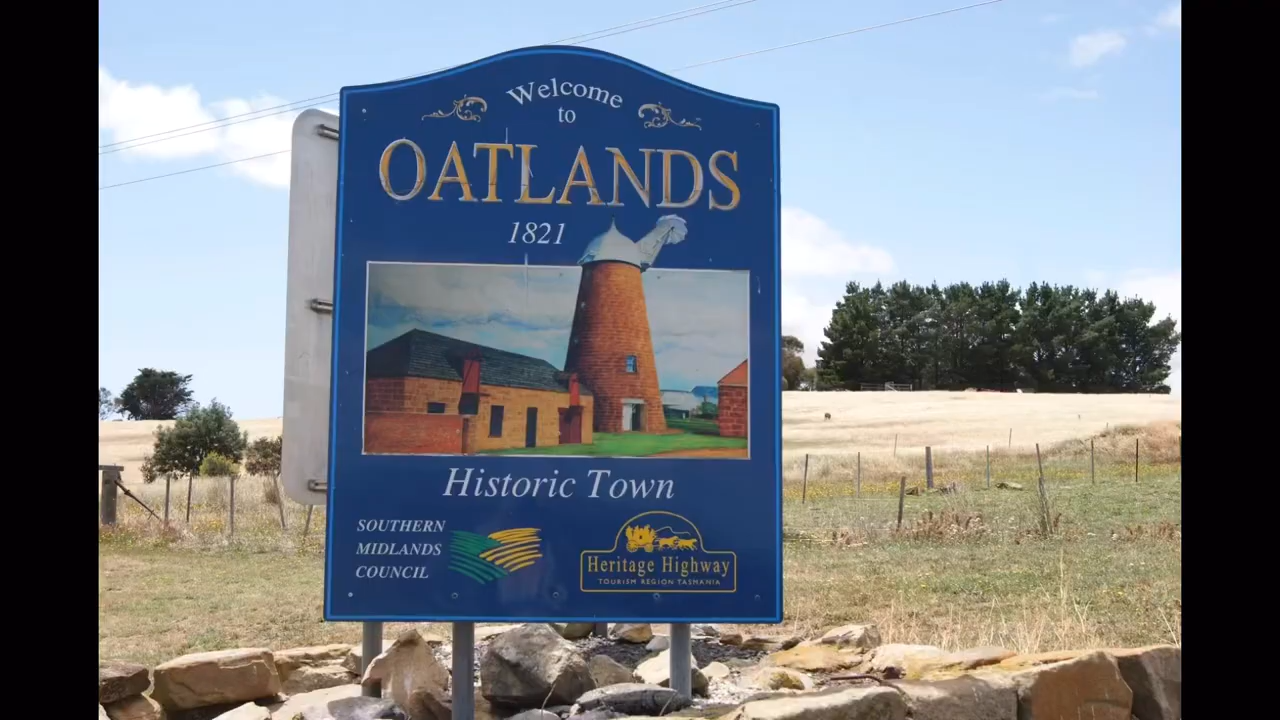 Welcome
to
OATLANDS
1821
Historic Town
SOUTHERN
MIDLANDS
COUNCIL
Heritage Highway
TOURISM REGION TASMANIA